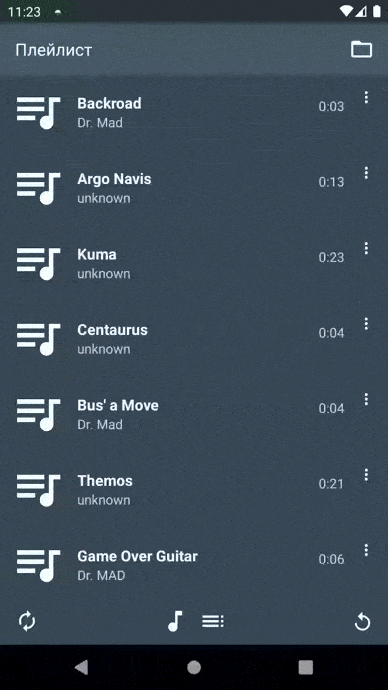 11:23
Плейлист
Backroad
Dr. Mad
0:03
Argo Navis
unknown
0:13
Kuma
unknown
0:23
Centaurus
unknown
0:04
Bus' a Move
Dr. Mad
0:04
Themos
unknown
0:21
Game Over Guitar
Dr. MAD
0:06